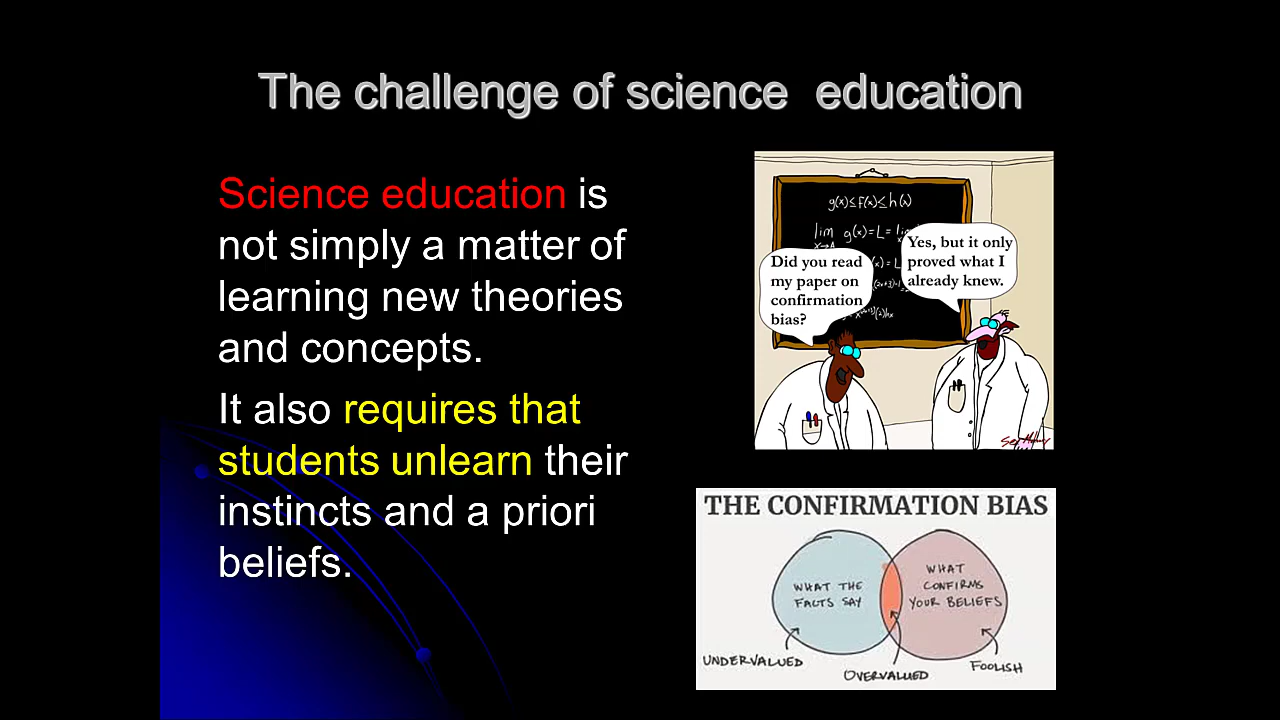 The challenge of science education
Science education is
not simply a matter of
learning new theories
and concepts.
It also requires that
students unlearn their
instincts and a priori
beliefs.
g(x)≤f(x)≤h(x)
lim g(x)=L=
x→A
Did you read
my paper on
confirmation
bias?
Yes, but it only
proved what I
already knew.
THE CONFIRMATION BIAS
WHAT THE
FACTS SAY
WHAT
CONFIRMS
YOUR BELIEFS
UNDERVALUED
OVERVALUED
FOOLISH